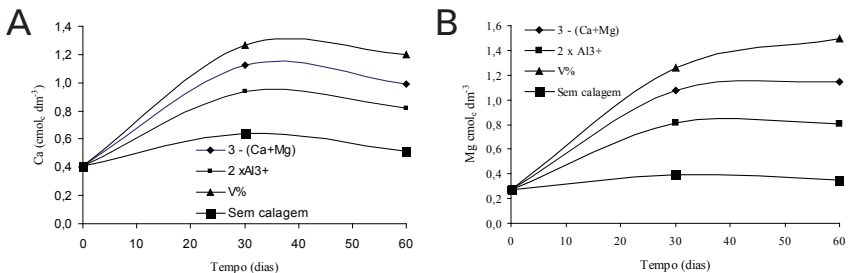 A
1,4
1,2
1,0
0,8
0,6
0,4
0,2
0,0
Ca (cmolc dm-3)
3 - (Ca+Mg)
2 xAl3+
V%
Sem calagem
0 10 20 30 40 50 60
Tempo (dias)
B
1,6
1,4
1,2
1,0
0,8
0,6
0,4
0,2
0,0
Mg cmolc dm-3
3 - (Ca+Mg)
2 x Al3+
V%
Sem calagem
0 10 20 30 40 50 60
Tempo (dias)